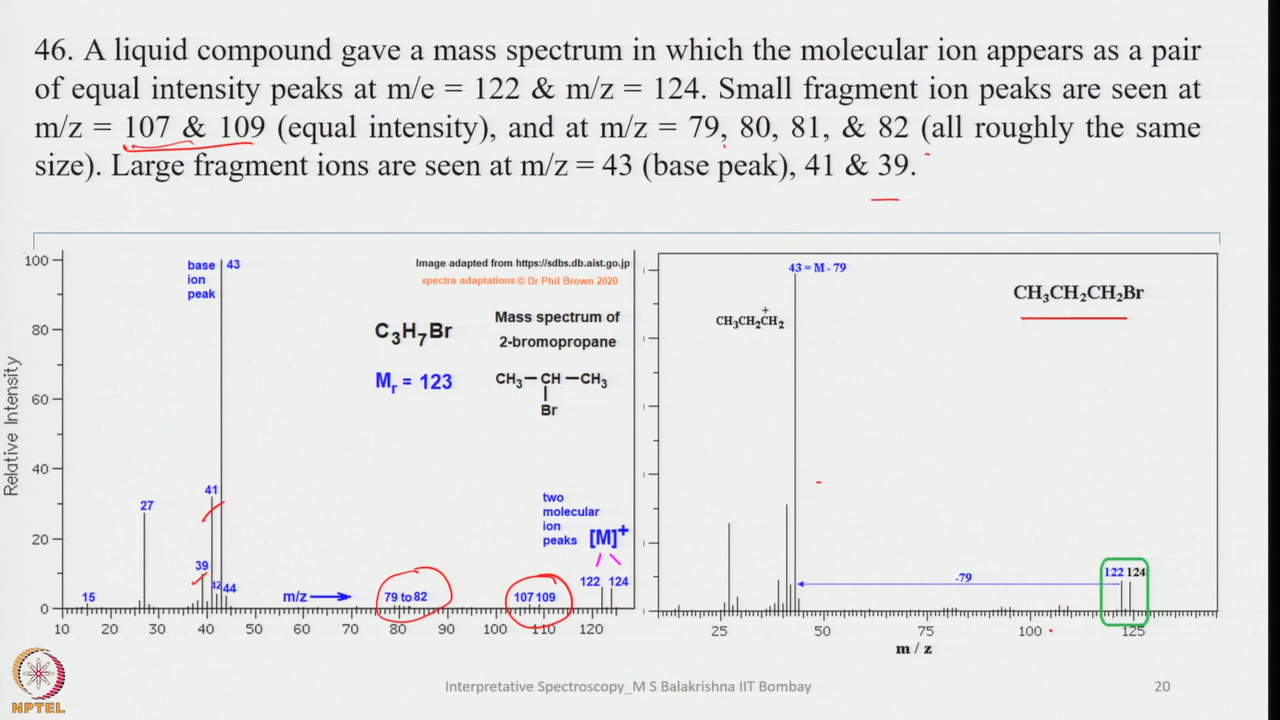 46. A liquid compound gave a mass spectrum in which the molecular ion appears as a pair
of equal intensity peaks at m/e = 122 & m/z = 124. Small fragment ion peaks are seen at
m/z = 107 & 109 (equal intensity), and at m/z = 79, 80, 81, & 82 (all roughly the same
size). Large fragment ions are seen at m/z = 43 (base peak), 41 & 39.
Relative Intensity
100
80
60
40
20
0
base
ion
peak
43
Image adapted from https://sdbs.db.aist.go.jp
spectra adaptations © Dr Phil Brown 2020
C3H7Br
Mr = 123
Mass spectrum of
2-bromopropane
CH3—CH—CH3
Br
two
molecular
ion
peaks
[M]+
122 124
41
27
39
42
44
15
m/z
79 to 82
107 109
10 20 30 40 50 60 70 80 90 100 110 120
43 = M - 79
CH3CH2CH2
+
CH3CH2CH2Br
-79
122 124
25 50 75 100 125
m / z
NPTEL
Interpretative Spectroscopy_M S Balakrishna IIT Bombay
20